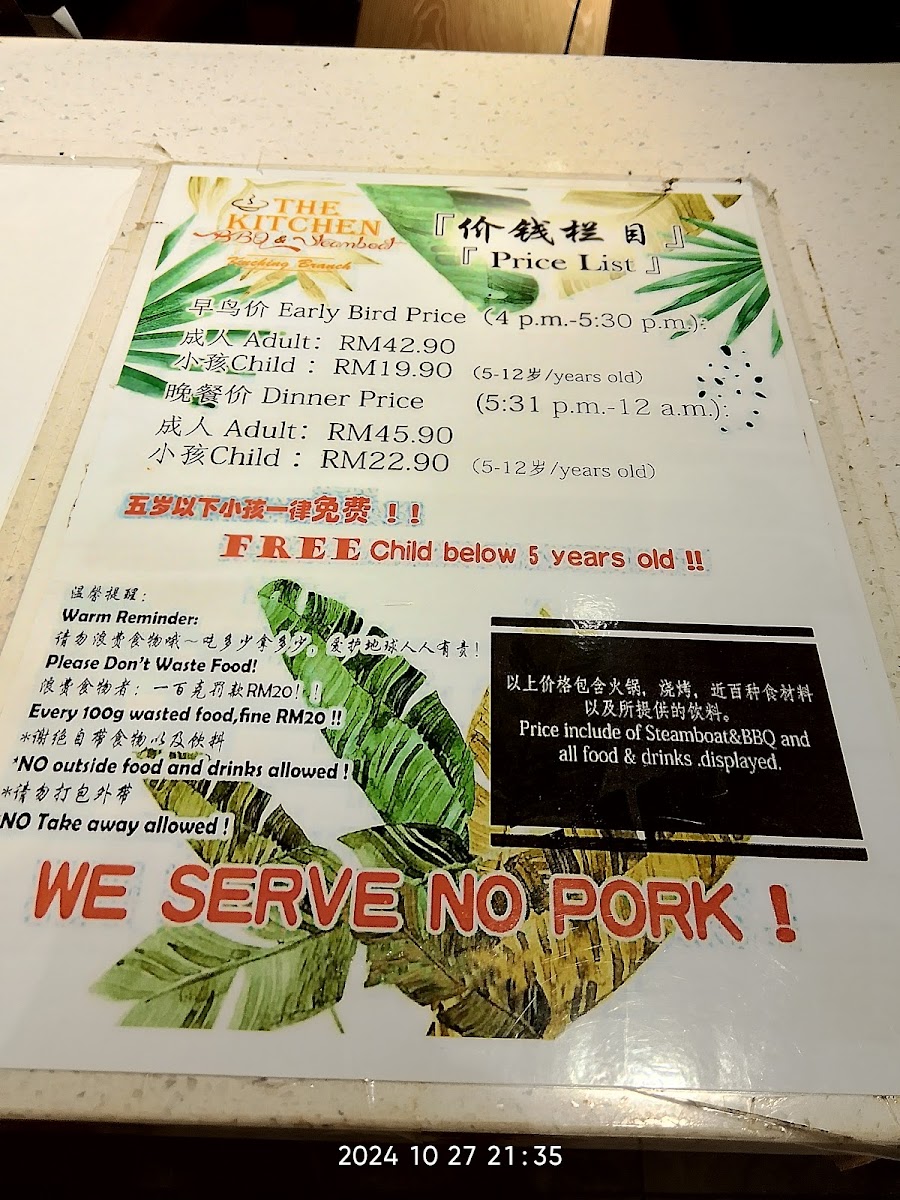 THE
KITCHEN
BBQ & Steamboat
Kuching Branch
『价钱栏目』
『 Price List 』
早鸟价 Early Bird Price (4 p.m.-5:30 p.m.):
成人 Adult: RM42.90
小孩Child : RM19.90 (5-12岁/years old)
晚餐价 Dinner Price (5:31 p.m.-12 a.m.):
成人 Adult: RM45.90
小孩Child : RM22.90 (5-12岁/years old)
五岁以下小孩一律免费 !!
FREE Child below 5 years old !!
温馨提醒:
Warm Reminder:
请勿浪费食物哦~吃多少拿多少，爱护地球人人有责!
Please Don't Waste Food!
浪费食物者: 一百克罚款RM20! !
Every 100g wasted food,fine RM20 !!
*谢绝自带食物以及饮料
*NO outside food and drinks allowed !
*请勿打包外带
NO Take away allowed !
以上价格包含火锅, 烧烤, 近百种食材料
以及所提供的饮料。
Price include of Steamboat&BBQ and
all food & drinks .displayed.
WE SERVE NO PORK !
2024 10 27 21:35